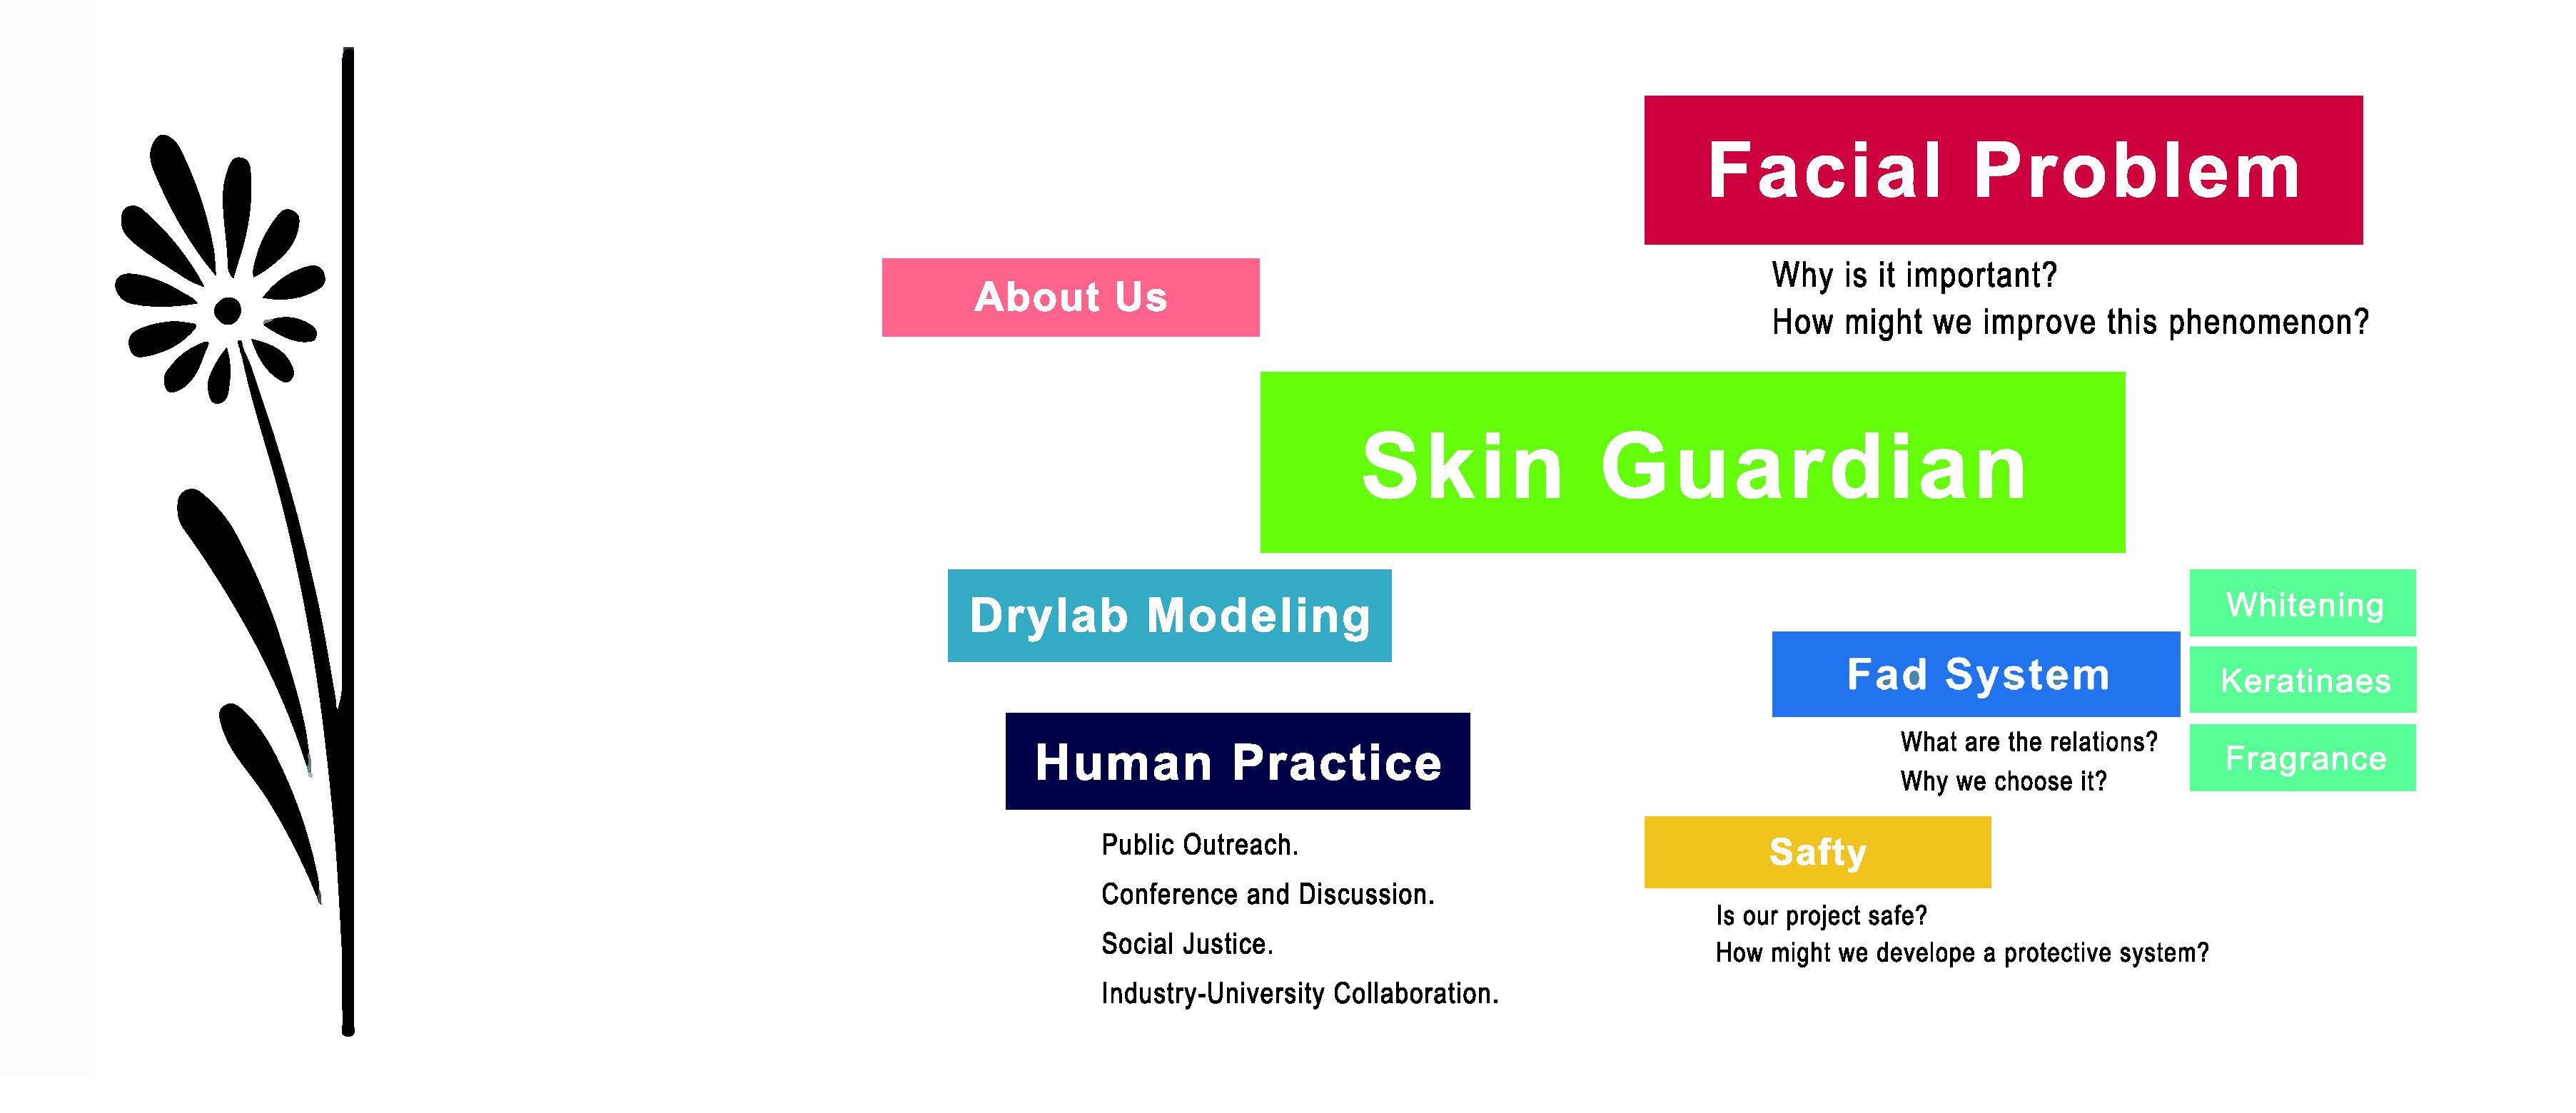 Facial Problem
Why is it important?
How might we improve this phenomenon?
About Us
Skin Guardian
Drylab Modeling
Human Practice
Public Outreach.
Conference and Discussion.
Social Justice.
Industry-University Collaboration.
Fad System
What are the relations?
Why we choose it?
Whitening
Keratinaes
Fragrance
Safty
Is our project safe?
How might we develope a protective system?